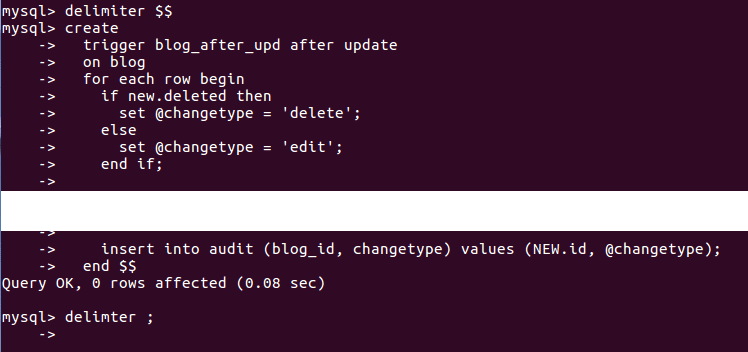 mysql> delimiter $$
mysql> create
    ->   trigger blog_after_upd after update
    ->   on blog
    ->   for each row begin
    ->     if new.deleted then
    ->       set @changetype = 'delete';
    ->     else
    ->       set @changetype = 'edit';
    ->     end if;
    ->
    ->
    ->     insert into audit (blog_id, changetype) values (NEW.id, @changetype);
    ->   end $$
Query OK, 0 rows affected (0.08 sec)
mysql> delimter ;
    ->